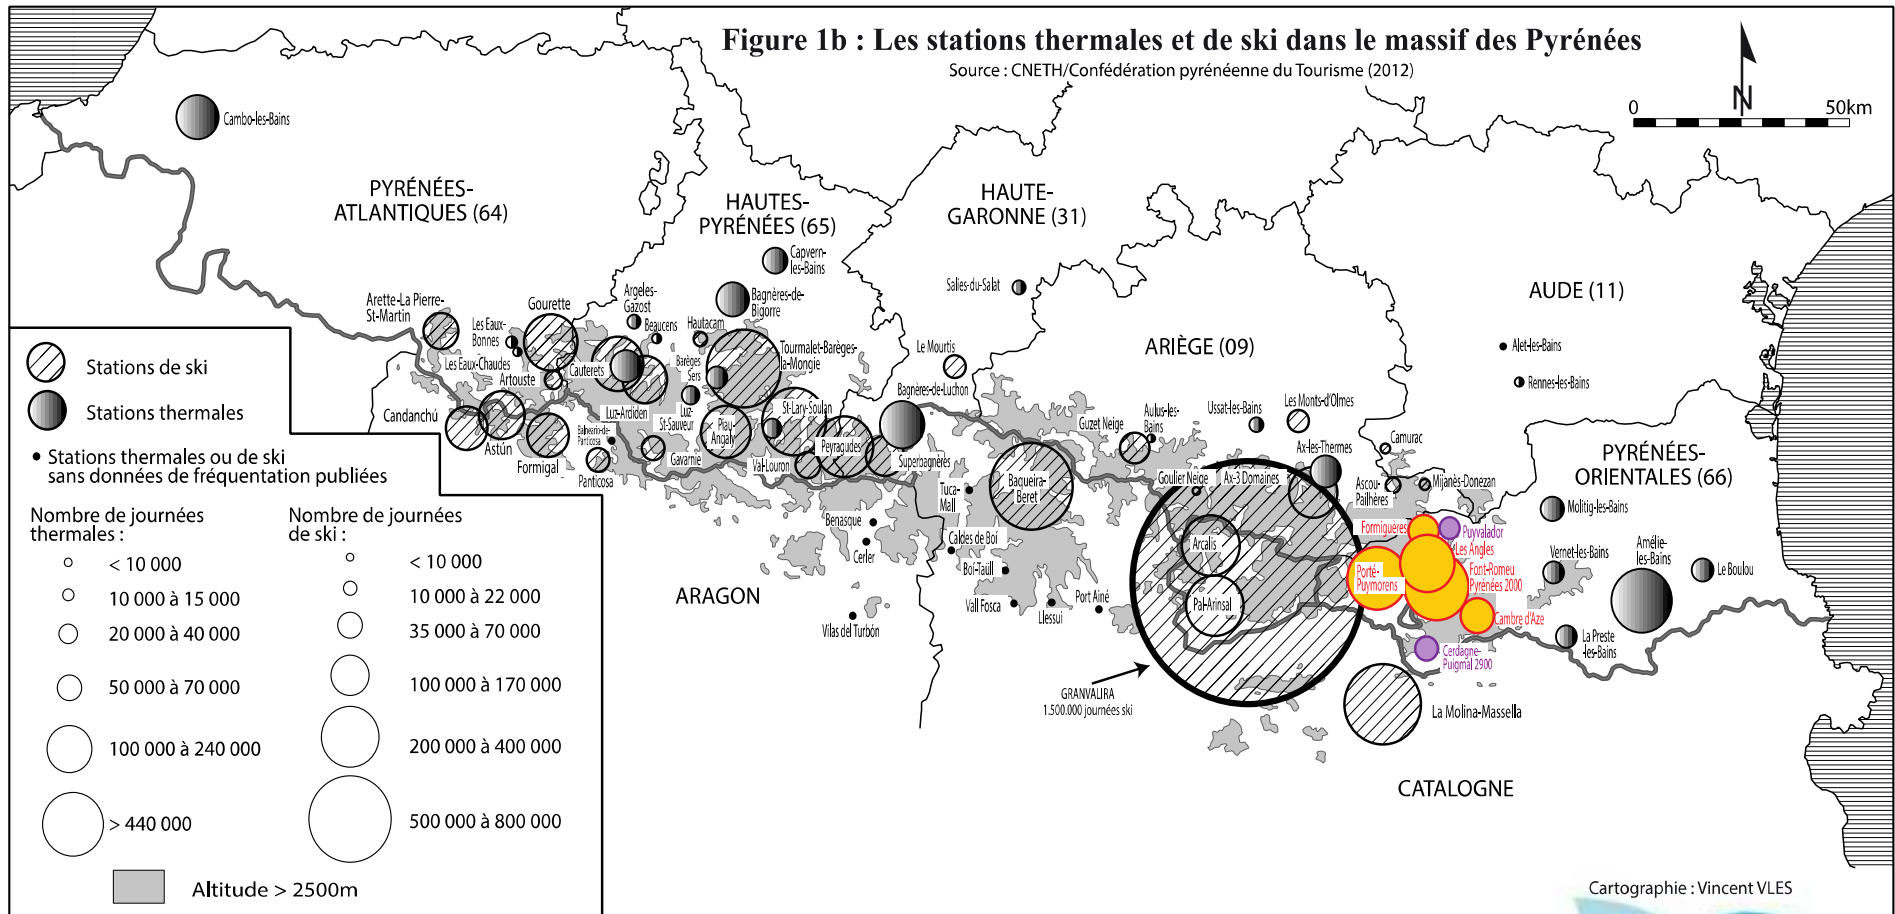 Figure 1b : Les stations thermales et de ski dans le massif des Pyrénées
Source : CNETH/Confédération pyrénéenne du Tourisme (2012)
N
0
50km
Cambo-les-Bains
PYRÉNÉES-
ATLANTIQUES (64)
HAUTES-
PYRÉNÉES (65)
HAUTE-
GARONNE (31)
ARIÈGE (09)
AUDE (11)
PYRÉNÉES-
ORIENTALES (66)
ARAGON
CATALOGNE
Capvern-
les-Bains
Bagnères-de-
Bigorre
Salies-du-Salat
Arette-La Pierre-
St-Martin
Gourette
Argeles-
Gazost
Beaucens
Hautacam
Les Eaux-
Bonnes
Les Eaux-Chaudes
Artouste
Cauterets
Barèges
Sers
Tourmalet-Barèges-
la-Mongie
Le Mourtis
Bagnères-de-Luchon
Candanchú
Astún
Formigal
Balneario-de-
Panticosa
Panticosa
Luz-Ardiden
Luz-
St-Sauveur
Gavarnie
Piau-
Angaly
St-Lary-Soulan
Val-Louron
Peyragudes
Superbagnères
Baqueira-
Beret
Tuca-
Mall
Benasque
Cerler
Caldes de Boí
Boí-Taüll
Vall Fosca
Llessui
Port Ainé
Vilas del Turbón
Guzet Neige
Aulus-les-
Bains
Ussat-les-Bains
Les Monts-d'Olmes
Ax-les-Thermes
Goulier Neige
Ax-3 Domaines
Camurac
Ascou-
Pailhères
Mijanès-Donezan
Alet-les-Bains
Rennes-les-Bains
Molitig-les-Bains
Vernet-les-Bains
Amélie-
les-Bains
Le Boulou
La Preste
-les-Bains
Arcalis
Pal-Arinsal
Formiguères
Puyvalador
Les Angles
Porté-
Puymorens
Font-Romeu
Pyrénées 2000
Cambre d'Aze
Cerdagne-
Puigmal 2900
La Molina-Massella
GRANVALIRA
1.500.000 journées ski
Stations de ski
Stations thermales
Stations thermales ou de ski
sans données de fréquentation publiées
Nombre de journées
thermales :
< 10 000
10 000 à 15 000
20 000 à 40 000
50 000 à 70 000
100 000 à 240 000
> 440 000
Nombre de journées
de ski :
< 10 000
10 000 à 22 000
35 000 à 70 000
100 000 à 170 000
200 000 à 400 000
500 000 à 800 000
Altitude > 2500m
Cartographie : Vincent VLES